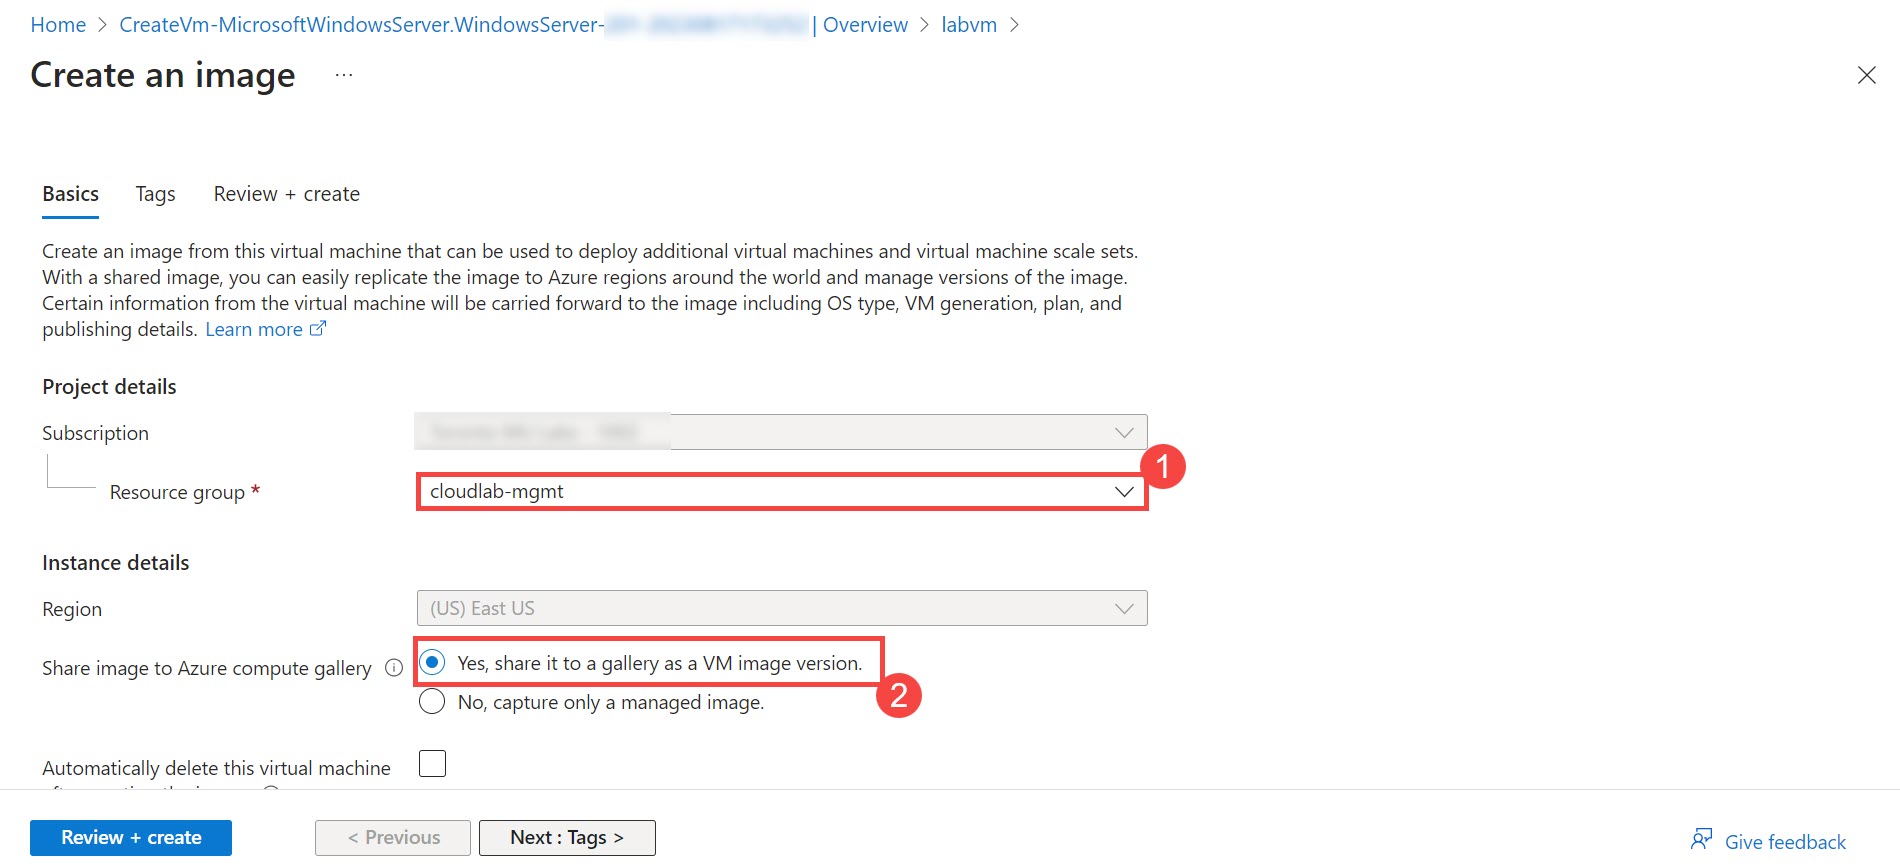 Home > CreateVm-MicrosoftWindowsServer.WindowsServer- | Overview > labvm >
Create an image ...
Basics Tags Review + create
Create an image from this virtual machine that can be used to deploy additional virtual machines and virtual machine scale sets.
With a shared image, you can easily replicate the image to Azure regions around the world and manage versions of the image.
Certain information from the virtual machine will be carried forward to the image including OS type, VM generation, plan, and
publishing details. Learn more
Project details
Subscription
1
Resource group * cloudlab-mgmt
Instance details
Region (US) East US
Share image to Azure compute gallery Yes, share it to a gallery as a VM image version.
2
No, capture only a managed image.
Automatically delete this virtual machine
Review + create < Previous Next : Tags > Give feedback